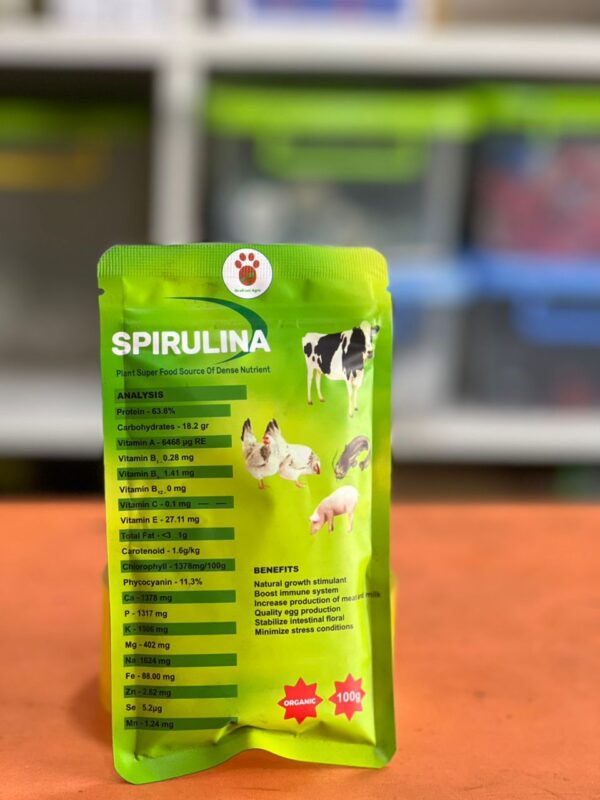 SPIRULINA
Plant Super Food Source Of Dense Nutrient
ANALYSIS
Protein - 63.8%
Carbohydrates - 18.2 gr
Vitamin A - 6468 µg RE
Vitamin B₁, 0.28 mg
Vitamin B, 1.41 mg
Vitamin B₁₂, 0 mg
Vitamin C - 0.1 mg
Vitamin E - 27.11 mg
Total Fat - <3 1g
Carotenoid - 1.6g/kg
Chlorophyll - 1378mg/100g
Phycocyanin - 11,3%
Ca - 1378 mg
P - 1317 mg
K - mg
Mg - 402 mg
Na 1624 mg
Fe - 88.00 mg
Zn - 2.62 mg
Se 5.2µg
Mn - 1.24 mg
BENEFITS
Natural growth stimulant
Boost immune system
Increase production of meat and milk
Quality egg production
Stabilize intestinal floral
Minimize stress conditions
ORGANIC
100g